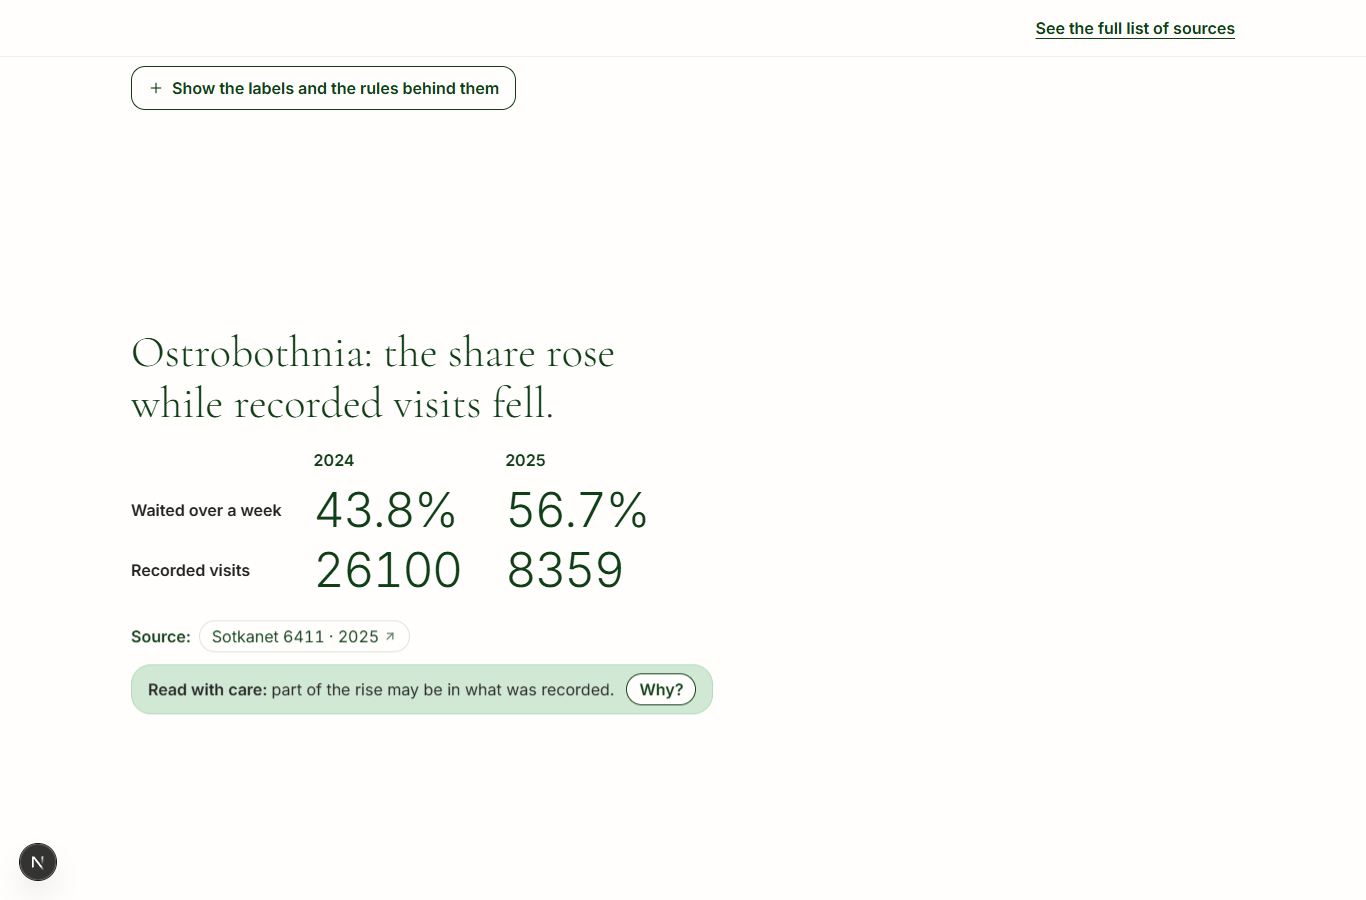 See the full list of sources
+ Show the labels and the rules behind them
Ostrobothnia: the share rose
while recorded visits fell.
2024 2025
Waited over a week 43.8% 56.7%
Recorded visits 26100 8359
Source: Sotkanet 6411 · 2025 ↗
Read with care: part of the rise may be in what was recorded. Why?
N